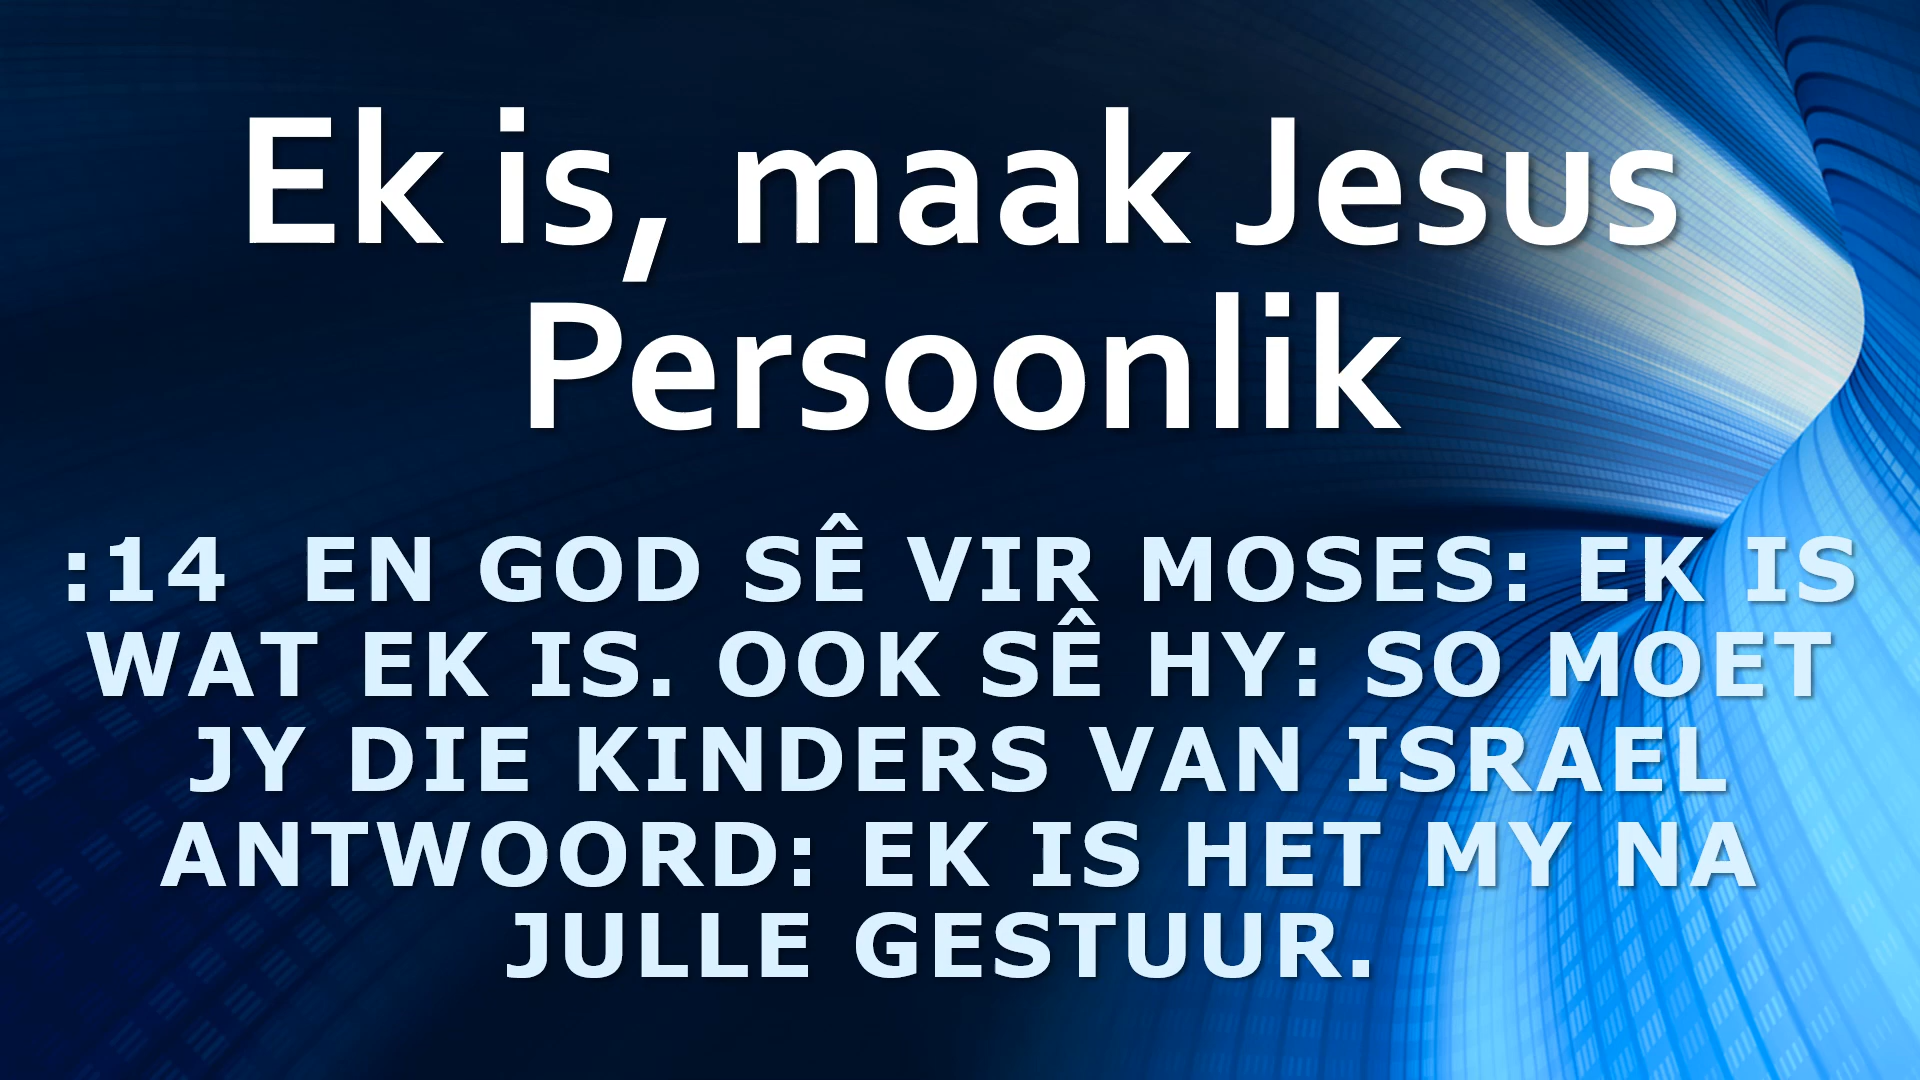 Ek is, maak Jesus
Persoonlik
:14  EN GOD SÊ VIR MOSES: EK IS
WAT EK IS. OOK SÊ HY: SO MOET
JY DIE KINDERS VAN ISRAEL
ANTWOORD: EK IS HET MY NA
JULLE GESTUUR.